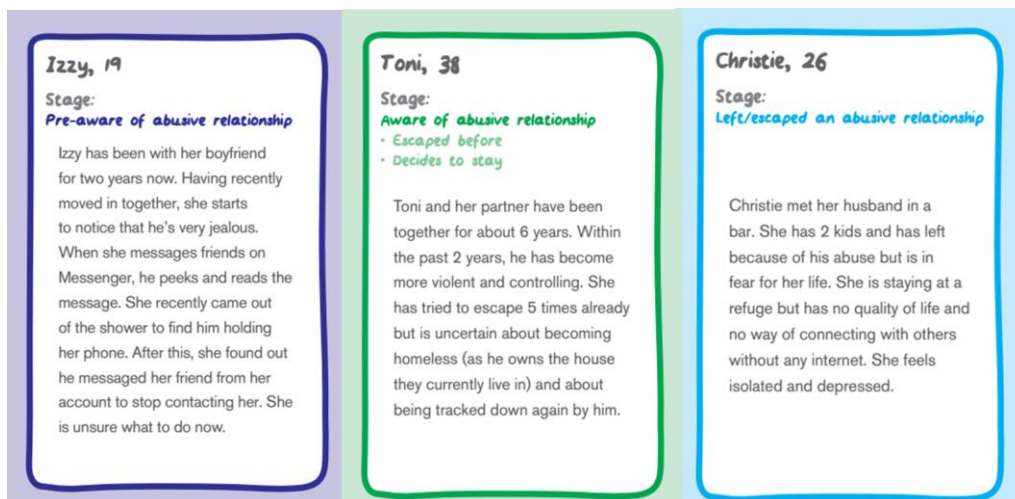 Izzy, 19
Stage:
Pre-aware of abusive relationship
Izzy has been with her boyfriend
for two years now. Having recently
moved in together, she starts
to notice that he's very jealous.
When she messages friends on
Messenger, he peeks and reads the
message. She recently came out
of the shower to find him holding
her phone. After this, she found out
he messaged her friend from her
account to stop contacting her. She
is unsure what to do now.
Toni, 38
Stage:
Aware of abusive relationship
• Escaped before
• Decides to stay
Toni and her partner have been
together for about 6 years. Within
the past 2 years, he has become
more violent and controlling. She
has tried to escape 5 times already
but is uncertain about becoming
homeless (as he owns the house
they currently live in) and about
being tracked down again by him.
Christie, 26
Stage:
Left/escaped an abusive relationship
Christie met her husband in a
bar. She has 2 kids and has left
because of his abuse but is in
fear for her life. She is staying at a
refuge but has no quality of life and
no way of connecting with others
without any internet. She feels
isolated and depressed.